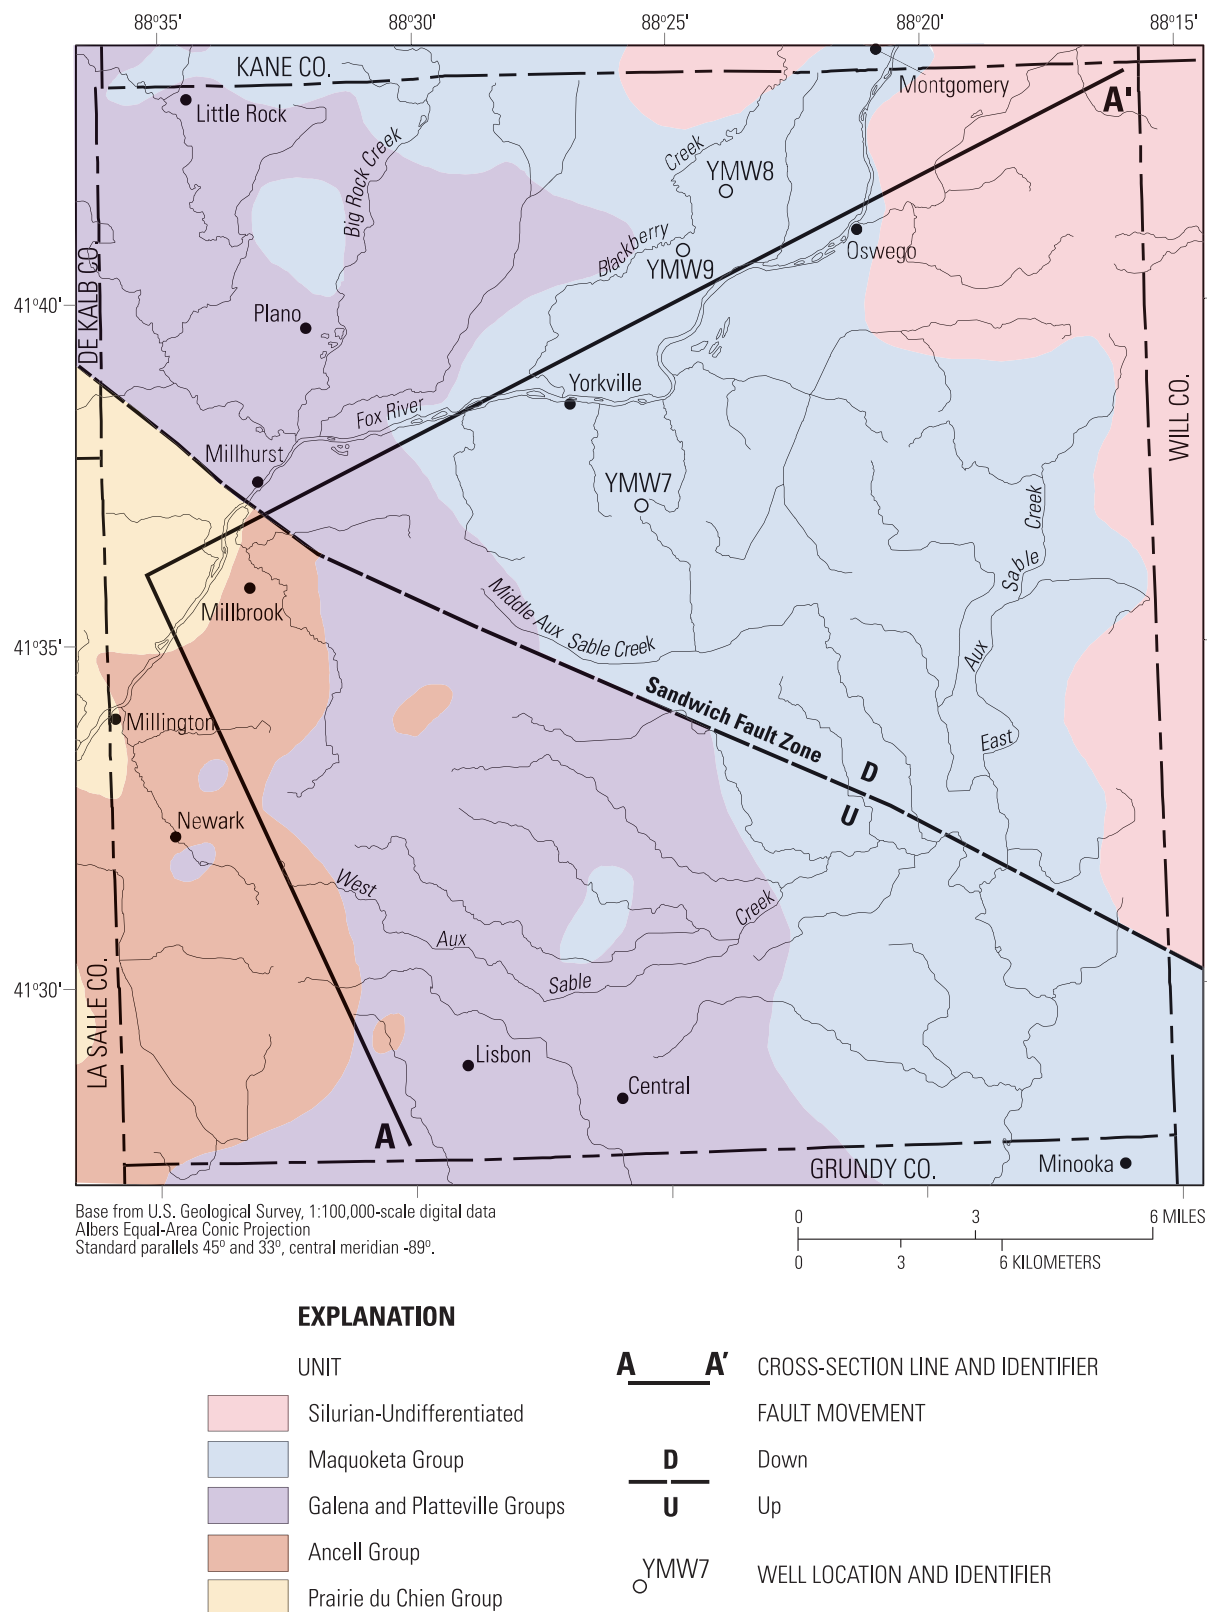 88°35' 88°30' 88°25' 88°20' 88°15'
KANE CO.
Montgomery
A'
Little Rock
Big Rock Creek
Creek
YMW8
DE KALB CO.
Blackberry
YMW9
Oswego
41°40'
Plano
Yorkville
Fox River
WILL CO.
Millhurst
YMW7
Creek
Sable
Aux
East
Millbrook
Middle Aux Sable Creek
41°35'
Sandwich Fault Zone
D
U
Millington
Newark
West
Aux
Sable
Creek
41°30'
LA SALLE CO.
Lisbon
Central
A
GRUNDY CO.
Minooka
Base from U.S. Geological Survey, 1:100,000-scale digital data
Albers Equal-Area Conic Projection
Standard parallels 45° and 33°, central meridian -89°.
0 3 6 MILES
0 3 6 KILOMETERS
EXPLANATION
UNIT
Silurian-Undifferentiated
Maquoketa Group
Galena and Platteville Groups
Ancell Group
Prairie du Chien Group
A A' CROSS-SECTION LINE AND IDENTIFIER
FAULT MOVEMENT
D Down
U Up
YMW7 WELL LOCATION AND IDENTIFIER